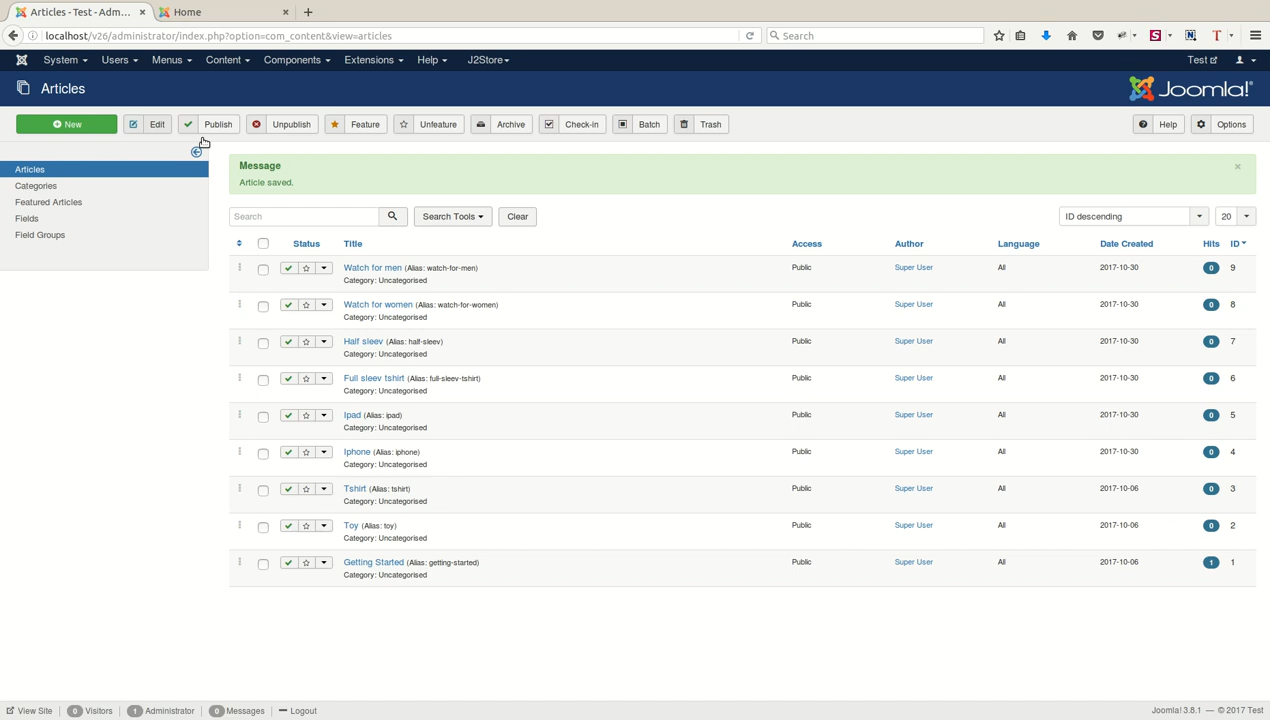 Articles - Test - Adm...
Home
localhost/v26/administrator/index.php?option=com_content&view=articles
Search
System Users Menus Content Components Extensions Help J2Store
Test
Articles
Joomla!
New Edit Publish Unpublish Feature Unfeature Archive Check-in Batch Trash Help Options
Articles
Categories
Featured Articles
Fields
Field Groups
Message
Article saved.
Search Search Tools Clear ID descending 20
Status Title Access Author Language Date Created Hits ID
Watch for men (Alias: watch-for-men) Public Super User All 2017-10-30 0 9
Category: Uncategorised
Watch for women (Alias: watch-for-women) Public Super User All 2017-10-30 0 8
Category: Uncategorised
Half sleev (Alias: half-sleev) Public Super User All 2017-10-30 0 7
Category: Uncategorised
Full sleev tshirt (Alias: full-sleev-tshirt) Public Super User All 2017-10-30 0 6
Category: Uncategorised
Ipad (Alias: ipad) Public Super User All 2017-10-30 0 5
Category: Uncategorised
Iphone (Alias: iphone) Public Super User All 2017-10-30 0 4
Category: Uncategorised
Tshirt (Alias: tshirt) Public Super User All 2017-10-06 0 3
Category: Uncategorised
Toy (Alias: toy) Public Super User All 2017-10-06 0 2
Category: Uncategorised
Getting Started (Alias: getting-started) Public Super User All 2017-10-06 1 1
Category: Uncategorised
View Site 0 Visitors 1 Administrator 0 Messages Logout Joomla! 3.8.1 — © 2017 Test